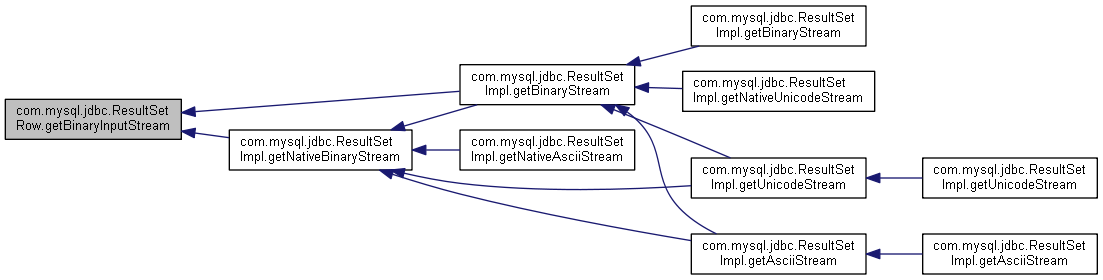 com.mysql.jdbc.ResultSet
Row.getBinaryInputStream
com.mysql.jdbc.ResultSet
Impl.getNativeBinaryStream
com.mysql.jdbc.ResultSet
Impl.getBinaryStream
com.mysql.jdbc.ResultSet
Impl.getNativeAsciiStream
com.mysql.jdbc.ResultSet
Impl.getBinaryStream
com.mysql.jdbc.ResultSet
Impl.getNativeUnicodeStream
com.mysql.jdbc.ResultSet
Impl.getUnicodeStream
com.mysql.jdbc.ResultSet
Impl.getAsciiStream
com.mysql.jdbc.ResultSet
Impl.getUnicodeStream
com.mysql.jdbc.ResultSet
Impl.getAsciiStream